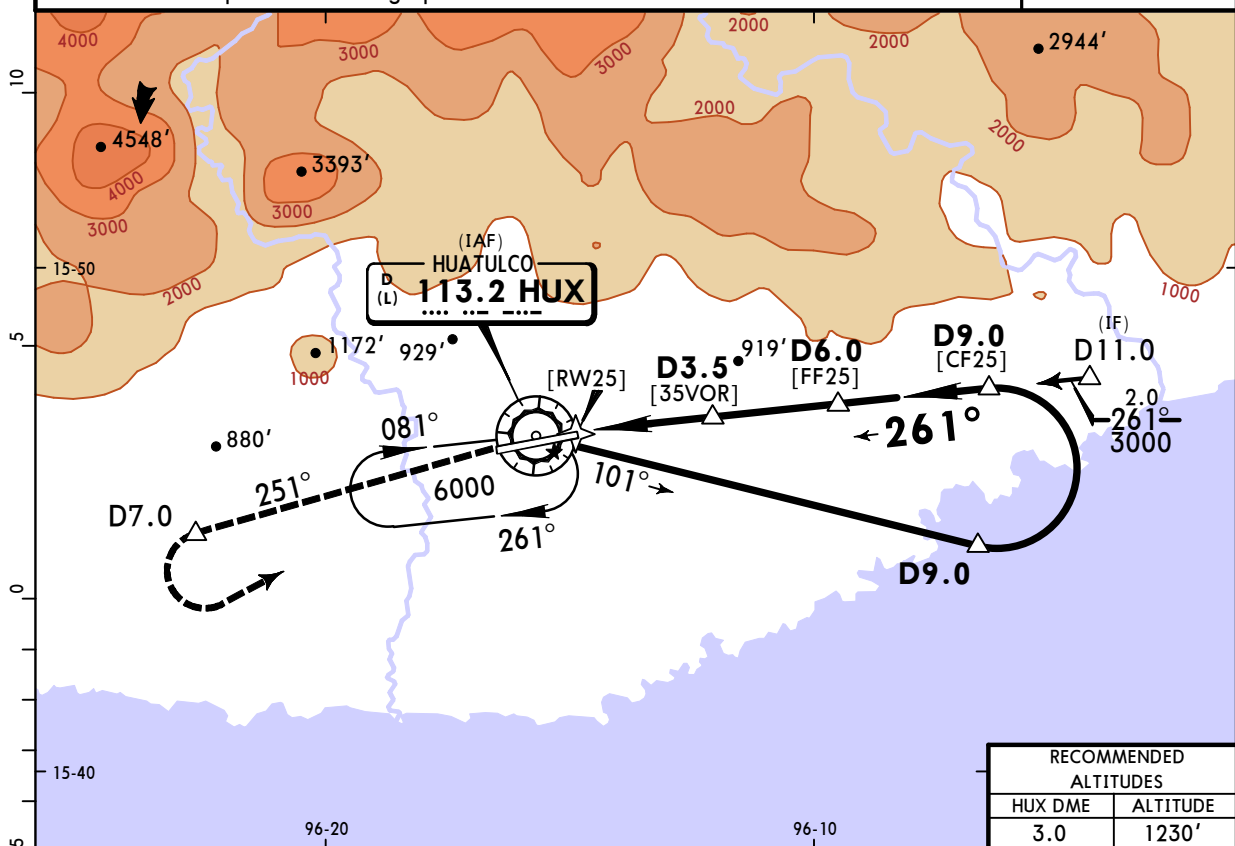 4000
3000
3000
2000
2000
2944'
10
2000
4548'
2000
3393'
4000
3000
3000
(IAF)
HUATULCO
15-50
D
(L)
113.2 HUX
2000
1000
5
1172'
929'
1000
919'
D3.5
[35VOR]
D6.0
[FF25]
D9.0
[CF25]
(IF)
D11.0
[RW25]
2.0
261°
3000
081°
261°
880'
101°
251°
6000
D7.0
261°
D9.0
0
15-40
96-20
96-10
RECOMMENDED
ALTITUDES
HUX DME ALTITUDE
3.0 1230'